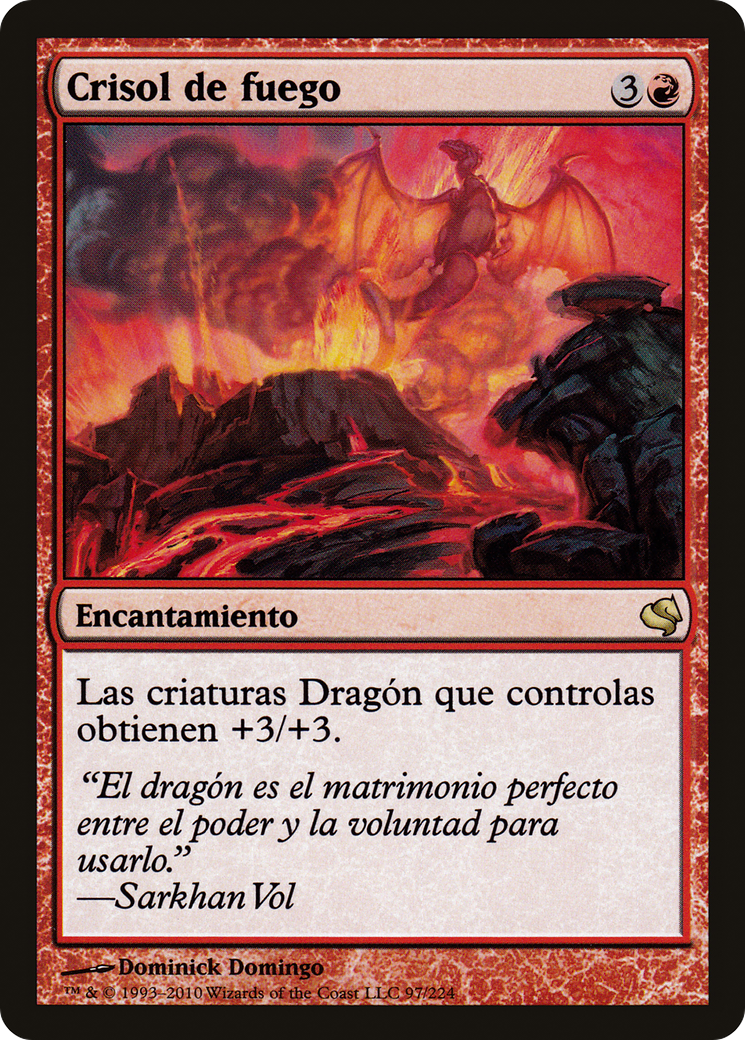 Crisol de fuego 3
Encantamiento
Las criaturas Dragón que controlas
obtienen +3/+3.
“El dragón es el matrimonio perfecto
entre el poder y la voluntad para
usarlo.”
—Sarkhan Vol
Dominick Domingo
™ & © 1993–2010 Wizards of the Coast LLC 97/224